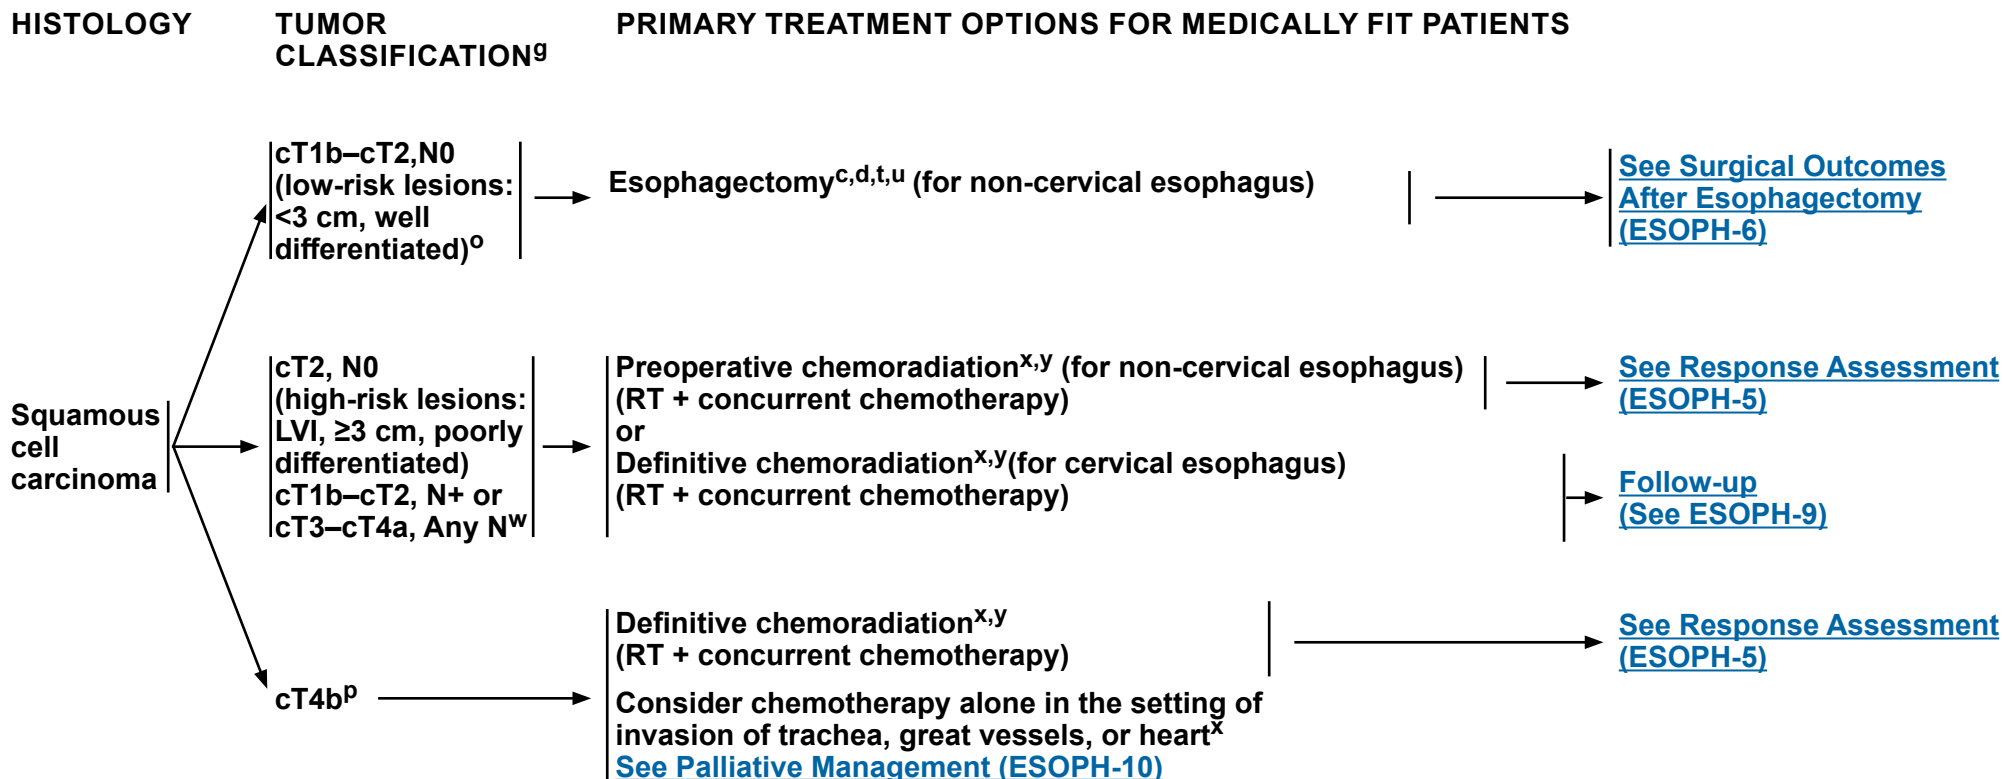 HISTOLOGY
TUMOR
CLASSIFICATIONg
PRIMARY TREATMENT OPTIONS FOR MEDICALLY FIT PATIENTS
Squamous
cell
carcinoma
cT1b–cT2,N0
(low-risk lesions:
<3 cm, well
differentiated)o
Esophagectomyc,d,t,u (for non-cervical esophagus)
See Surgical Outcomes
After Esophagectomy
(ESOPH-6)
cT2, N0
(high-risk lesions:
LVI, ≥3 cm, poorly
differentiated)
cT1b–cT2, N+ or
cT3–cT4a, Any Nw
Preoperative chemoradiationx,y (for non-cervical esophagus)
(RT + concurrent chemotherapy)
or
Definitive chemoradiationx,y(for cervical esophagus)
(RT + concurrent chemotherapy)
See Response Assessment
(ESOPH-5)
Follow-up
(See ESOPH-9)
cT4bp
Definitive chemoradiationx,y
(RT + concurrent chemotherapy)
Consider chemotherapy alone in the setting of
invasion of trachea, great vessels, or heartx
See Palliative Management (ESOPH-10)
See Response Assessment
(ESOPH-5)